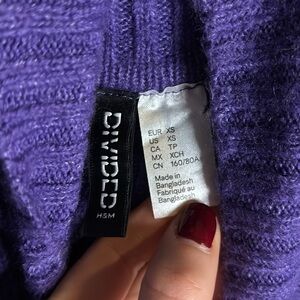 DIVIDED
H&M
EUR XS
US XS
CA TP
MX XCH
CN 160/80A
Made in
Bangladesh
Fabriqué au
Bangladesh